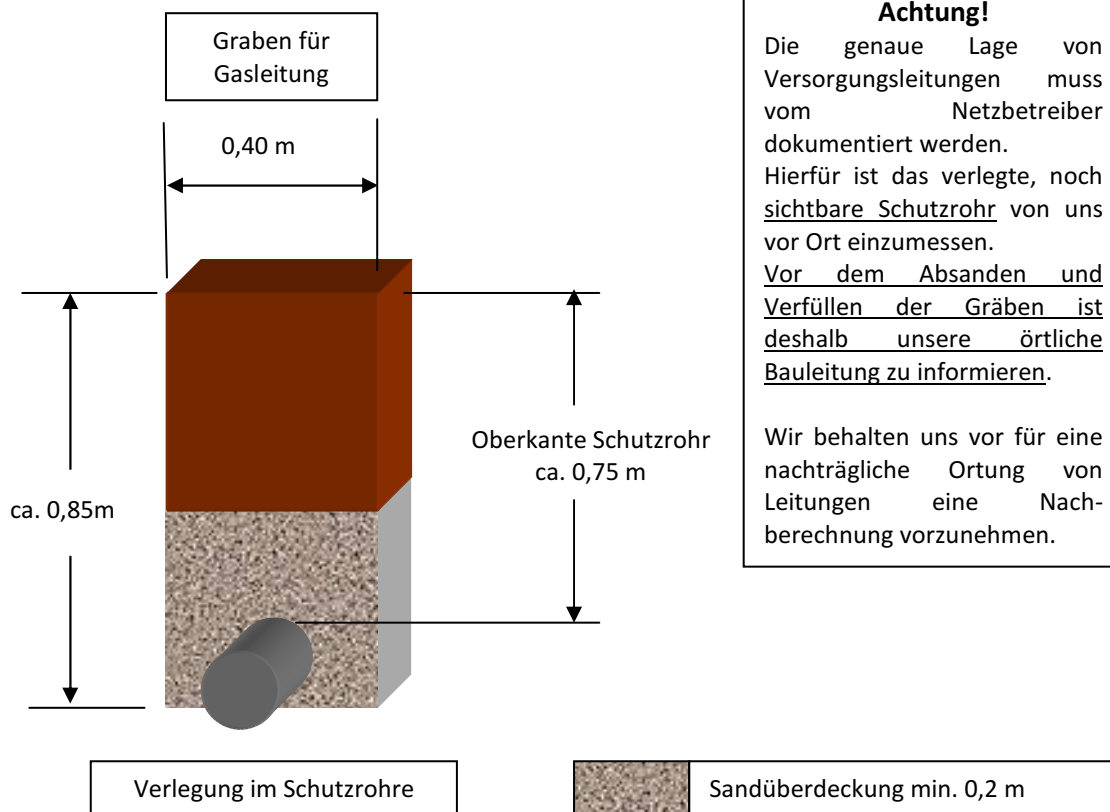 Graben für
Gasleitung
0,40 m
ca. 0,85m
Oberkante Schutzrohr
ca. 0,75 m
Achtung!
Die genaue Lage von
Versorgungsleitungen muss
vom Netzbetreiber
dokumentiert werden.
Hierfür ist das verlegte, noch
sichtbare Schutzrohr von uns
vor Ort einzumessen.
Vor dem Absanden und
Verfüllen der Gräben ist
deshalb unsere örtliche
Bauleitung zu informieren.
Wir behalten uns vor für eine
nachträgliche Ortung von
Leitungen eine Nach-
berechnung vorzunehmen.
Verlegung im Schutzrohre
Sandüberdeckung min. 0,2 m